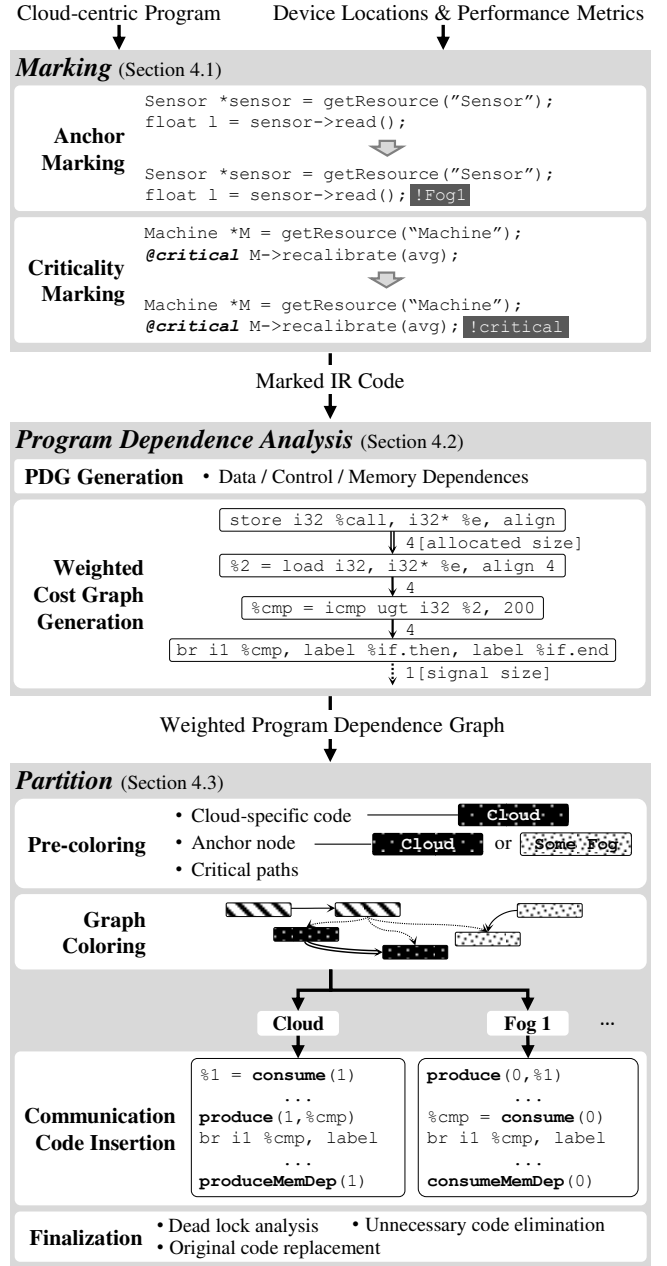 Cloud-centric Program
Device Locations & Performance Metrics
Marking (Section 4.1)
Anchor
Marking
Sensor *sensor = getResource(”Sensor”);
float l = sensor->read();
Sensor *sensor = getResource(”Sensor”);
float l = sensor->read(); !Fog1
Criticality
Marking
Machine *M = getResource(“Machine”);
@critical M->recalibrate(avg);
Machine *M = getResource(“Machine”);
@critical M->recalibrate(avg); !critical
Marked IR Code
Program Dependence Analysis (Section 4.2)
PDG Generation
• Data / Control / Memory Dependences
Weighted
Cost Graph
Generation
store i32 %call, i32* %e, align
4[allocated size]
%2 = load i32, i32* %e, align 4
4
%cmp = icmp ugt i32 %2, 200
4
br i1 %cmp, label %if.then, label %if.end
1[signal size]
Weighted Program Dependence Graph
Partition (Section 4.3)
Pre-coloring
• Cloud-specific code
Cloud
• Anchor node
Cloud
or
Some Fog
• Critical paths
Graph
Coloring
Cloud
Fog 1
...
Communication
Code Insertion
%1 = consume(1)
...
produce(1,%cmp)
br i1 %cmp, label
...
produceMemDep(1)
produce(0,%1)
...
%cmp = consume(0)
br i1 %cmp, label
...
consumeMemDep(0)
Finalization
• Dead lock analysis
• Unnecessary code elimination
• Original code replacement